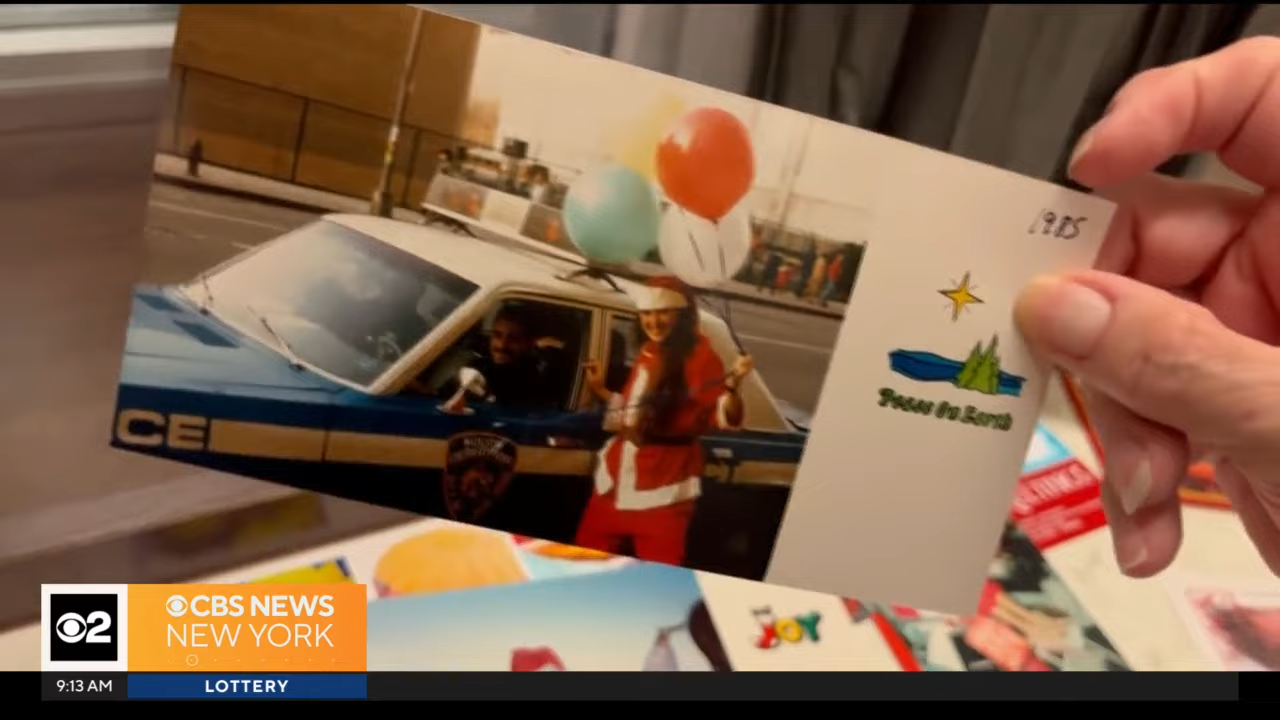 1985
Peace On Earth
CE
JOY
2
CBS NEWS
NEW YORK
9:13 AM
LOTTERY